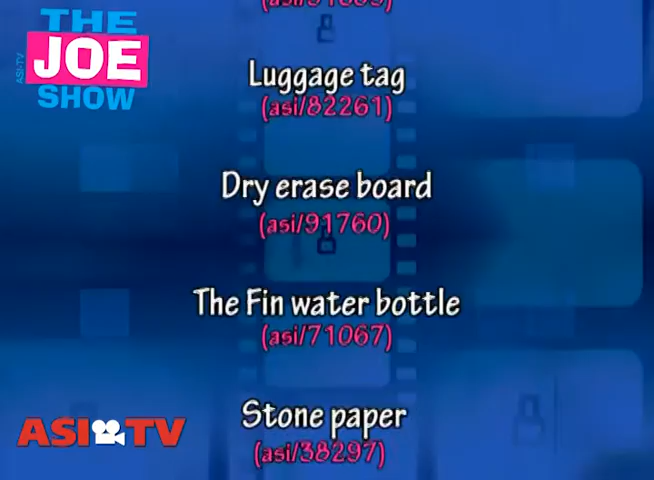 THE
JOE
SHOW
ASI-TV
Luggage tag
(asi/82261)
Dry erase board
(asi/91760)
The Fin water bottle
(asi/71067)
Stone paper
(asi/38297)
ASI TV